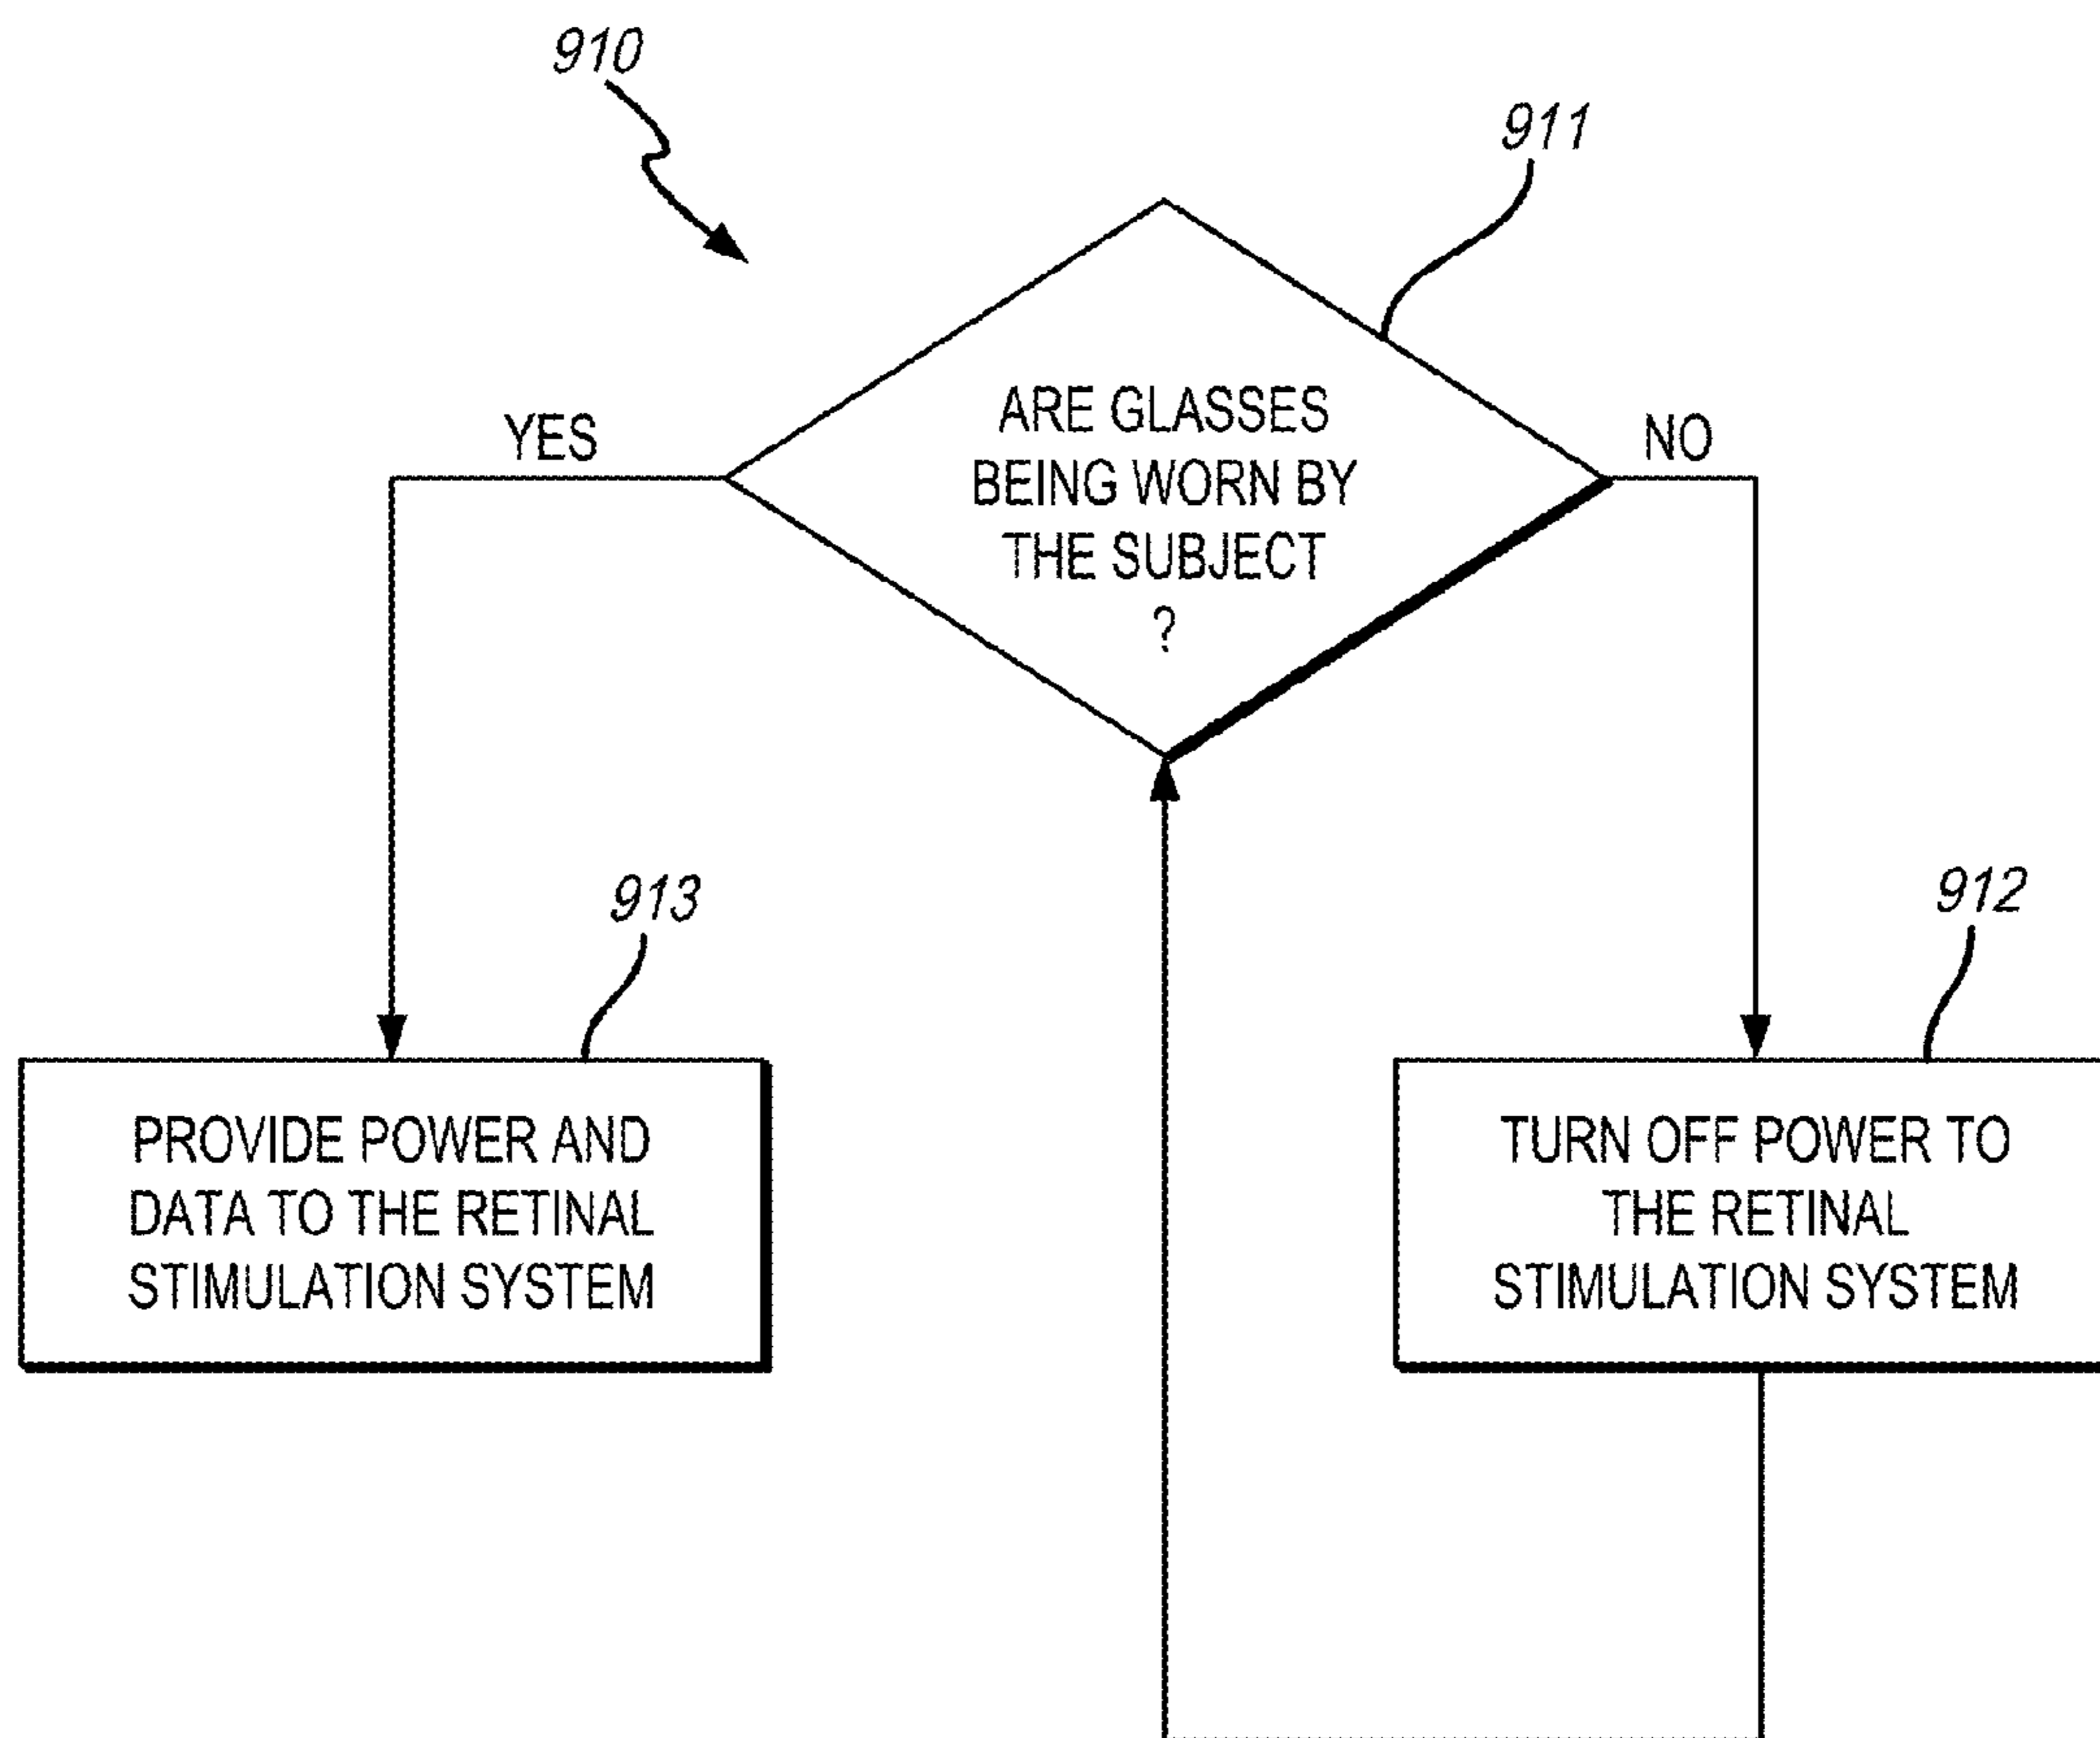 910
911
ARE GLASSES
BEING WORN BY
THE SUBJECT
?
YES
NO
913
912
PROVIDE POWER AND
DATA TO THE RETINAL
STIMULATION SYSTEM
TURN OFF POWER TO
THE RETINAL
STIMULATION SYSTEM